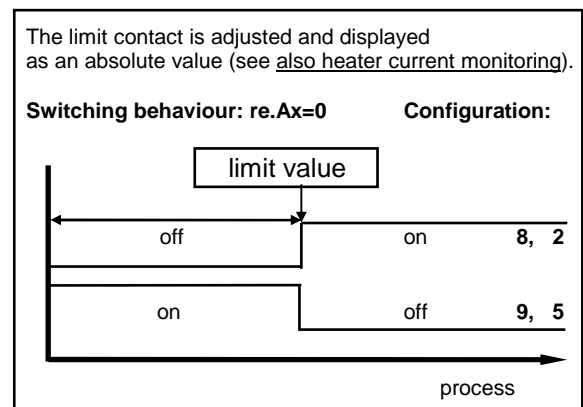 The limit contact is adjusted and displayed
as an absolute value (see also heater current monitoring).
Switching behaviour: re.Ax=0 Configuration:
limit value
off on 8, 2
on off 9, 5
process